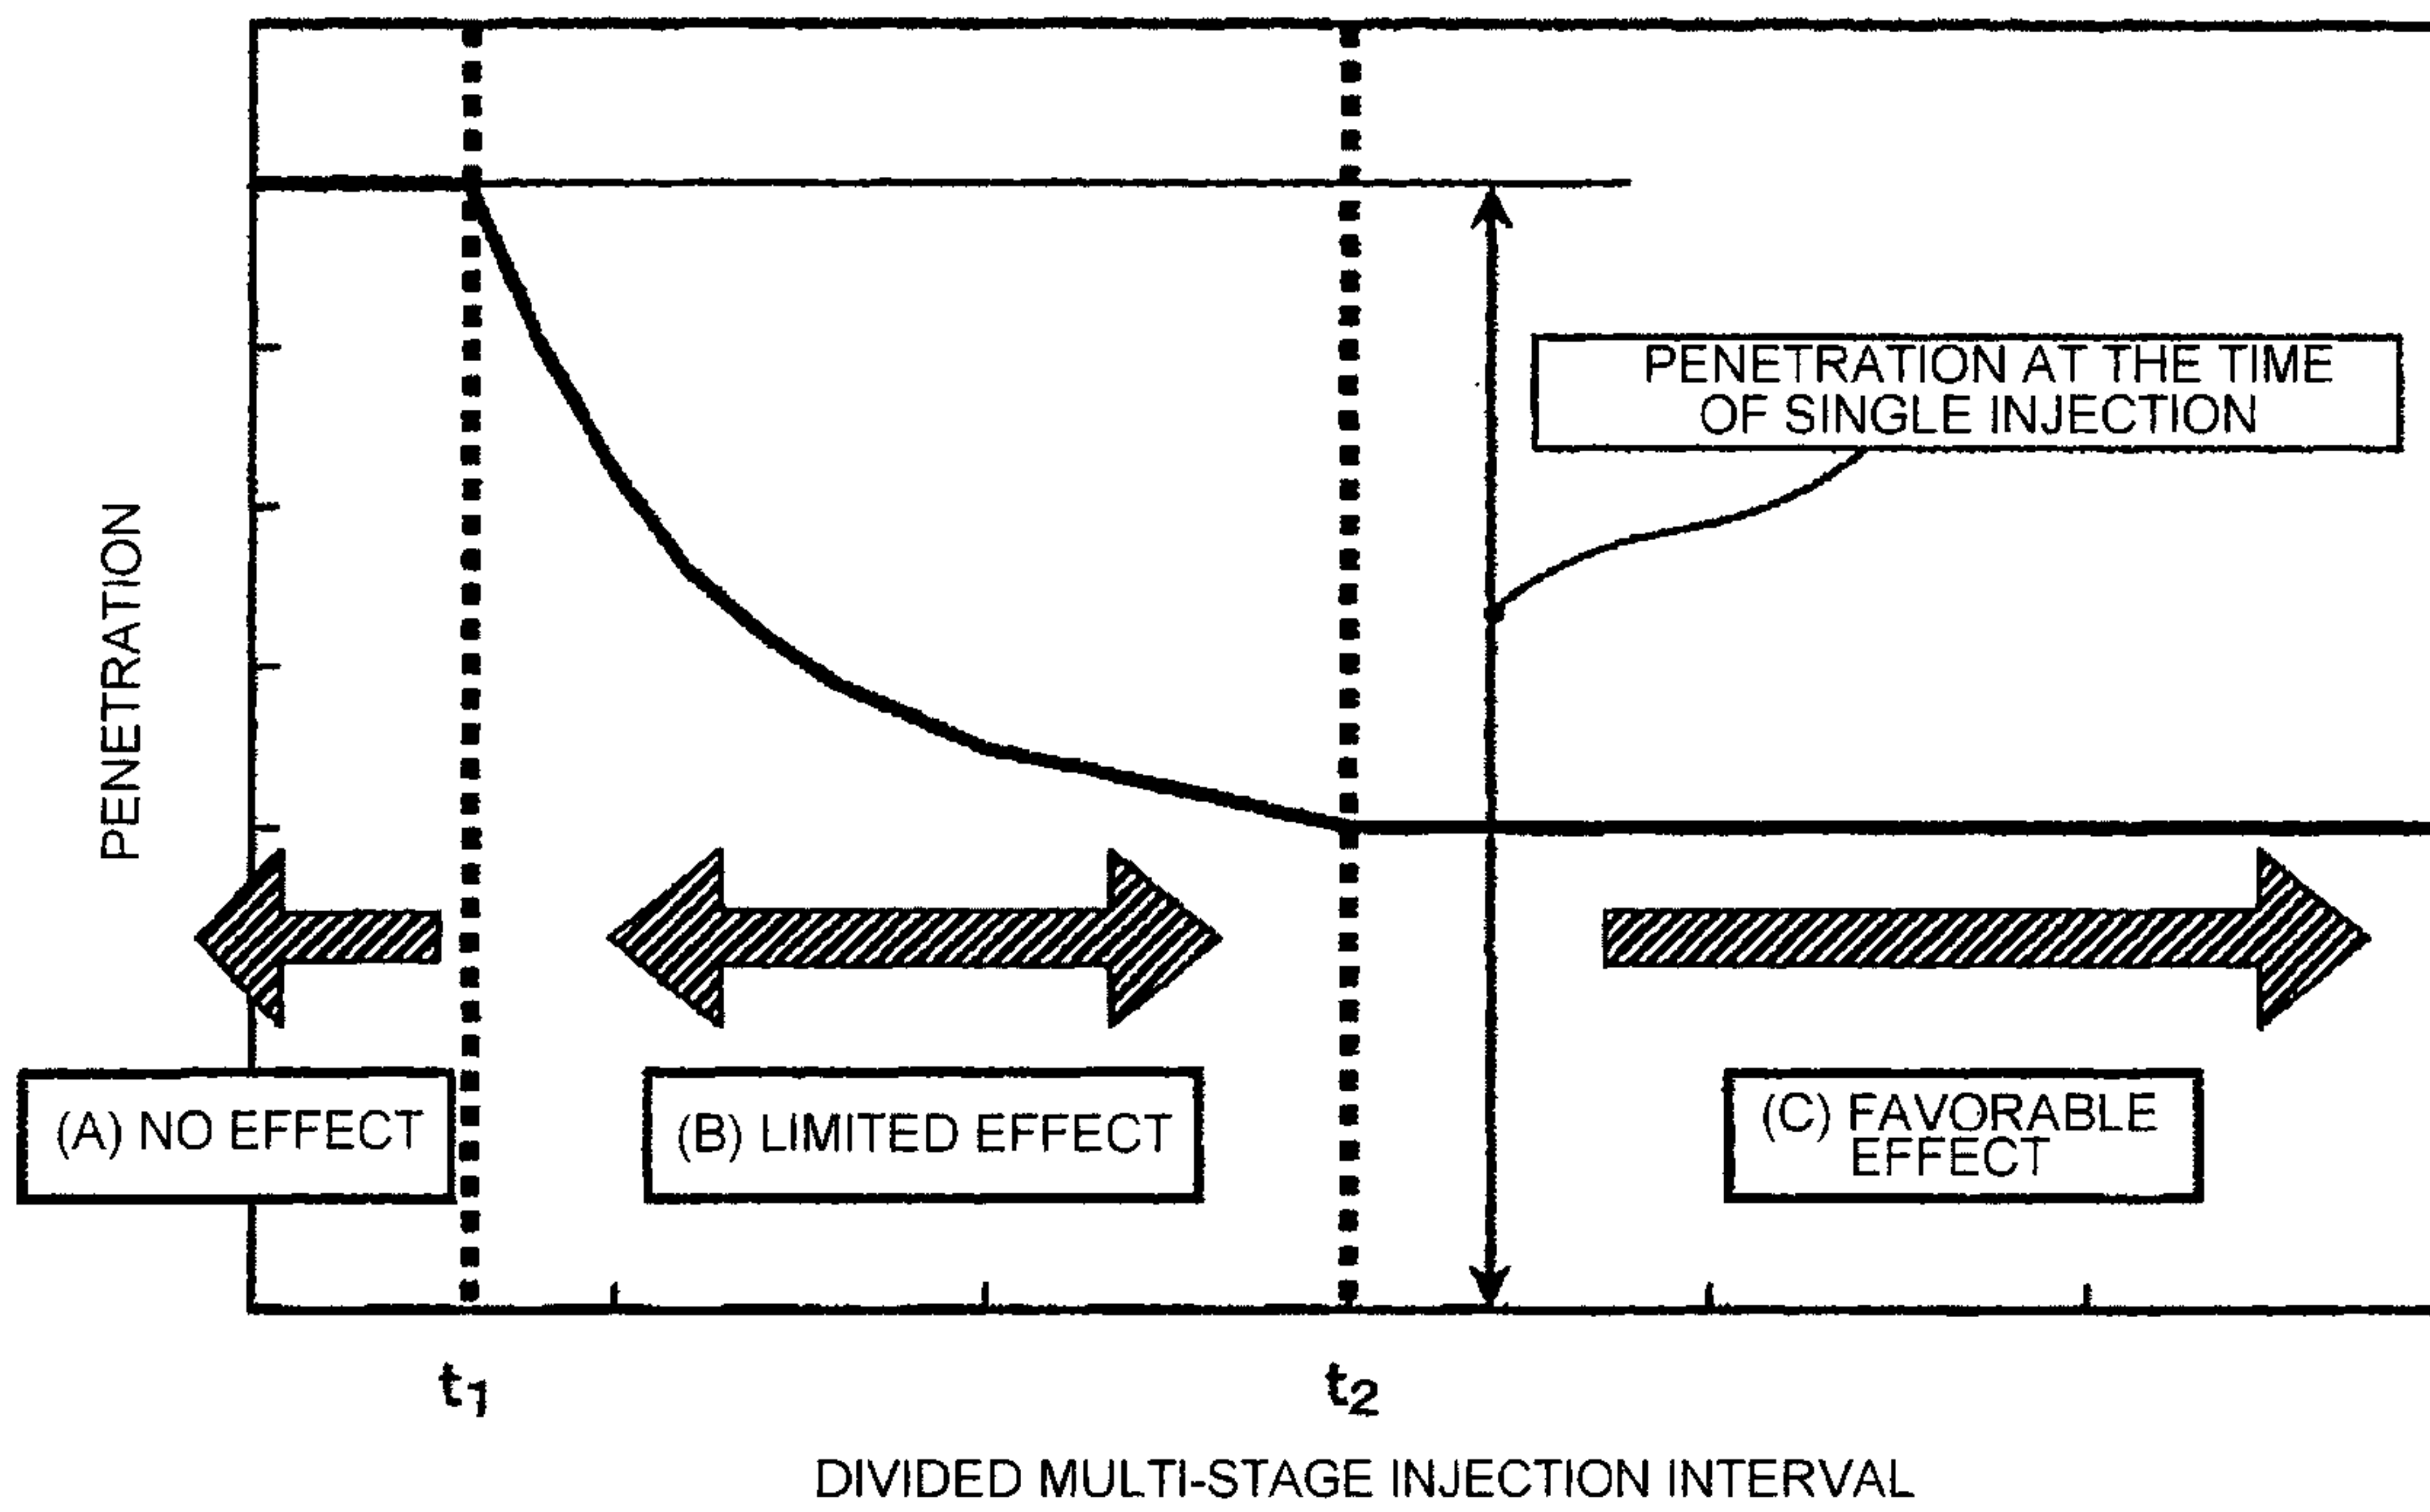 PENETRATION
PENETRATION AT THE TIME
OF SINGLE INJECTION
(A) NO EFFECT
(B) LIMITED EFFECT
(C) FAVORABLE
EFFECT
t1
t2
DIVIDED MULTI-STAGE INJECTION INTERVAL